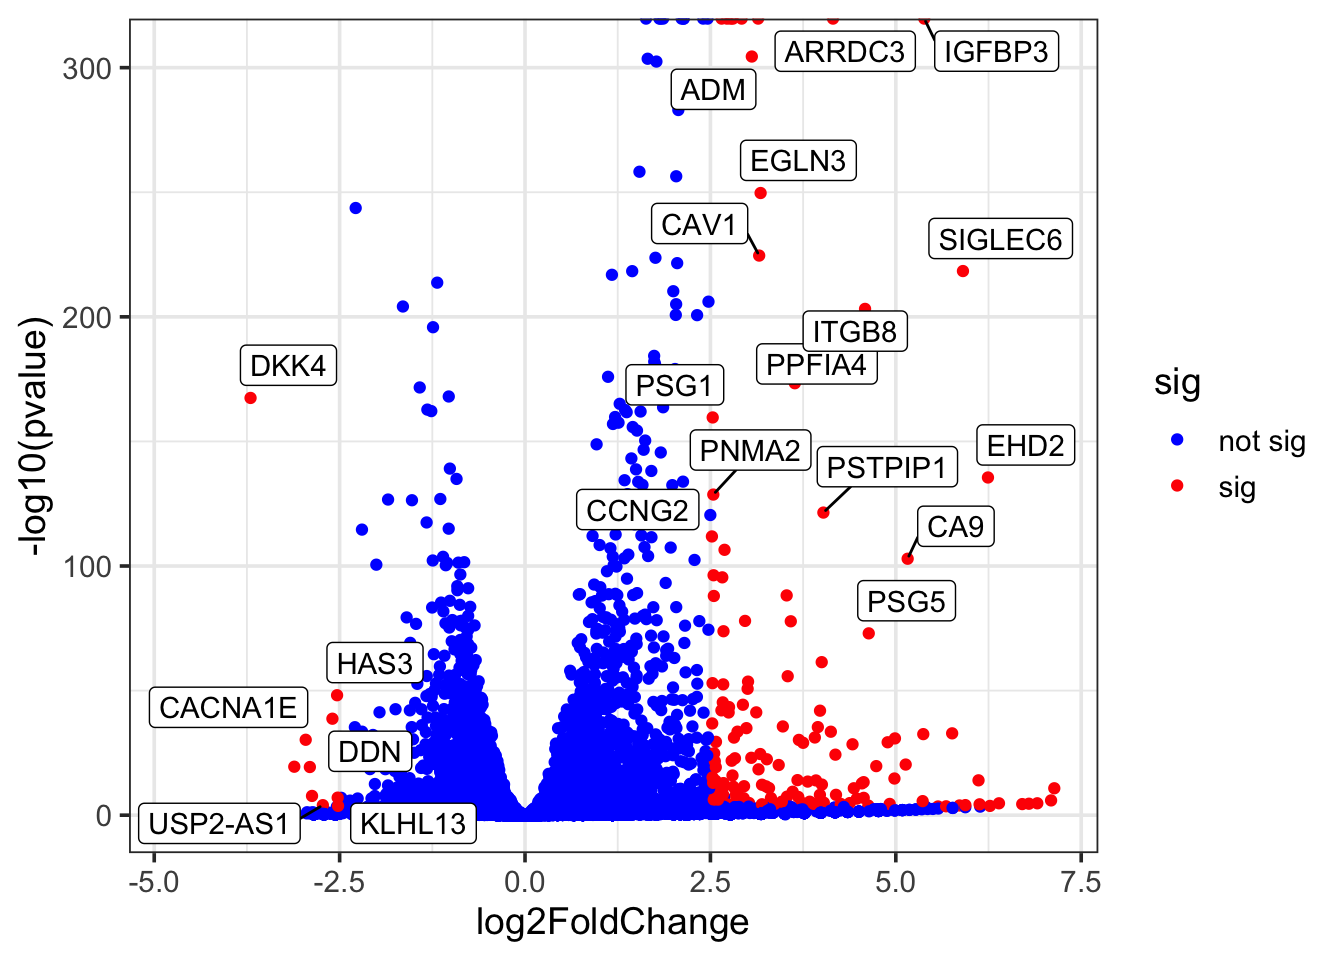 300
ARRDC3
IGFBP3
ADM
EGLN3
CAV1
SIGLEC6
200
ITGB8
DKK4
PPFIA4
PSG1
sig
-log10(pvalue)
PNMA2
EHD2
not sig
PSTPIP1
sig
CCNG2
CA9
100
PSG5
HAS3
CACNA1E
DDN
0
USP2-AS1
KLHL13
-5.0
-2.5
0.0
2.5
5.0
7.5
log2FoldChange